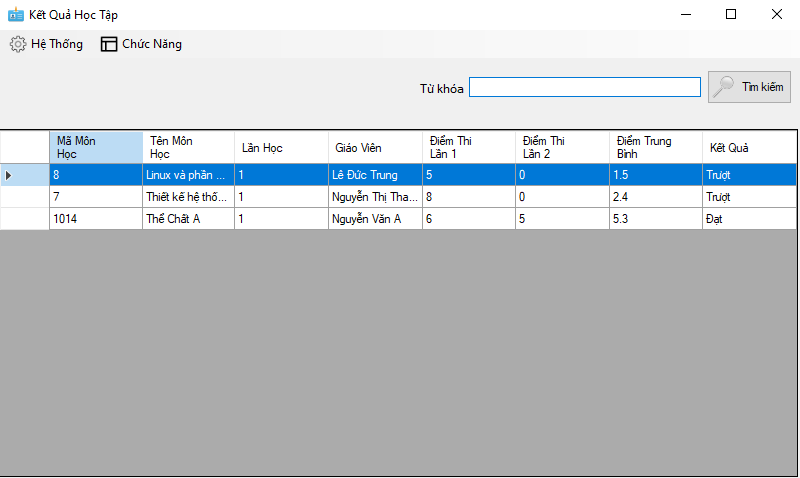 Kết Quả Học Tập
Hệ Thống Chức Năng
Từ khóa Tìm kiếm
Mã Môn Học Tên Môn Học Lần Học Giáo Viên Điểm Thi Lần 1 Điểm Thi Lần 2 Điểm Trung Bình Kết Quả
8 Linux và phần ... 1 Lê Đức Trung 5 0 1.5 Trượt
7 Thiết kế hệ thố... 1 Nguyễn Thị Tha... 8 0 2.4 Trượt
1014 Thể Chất A 1 Nguyễn Văn A 6 5 5.3 Đạt